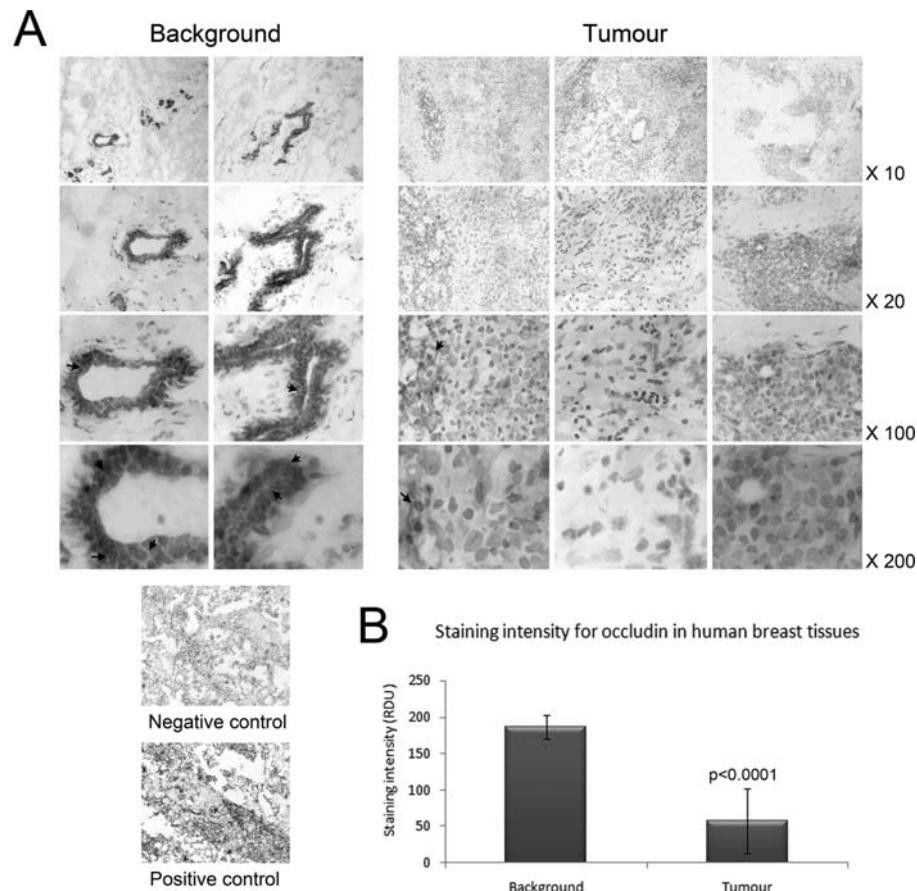 A
Background
Tumour
X 10
X 20
X 100
X 200
Negative control
Positive control
B
Staining intensity for occludin in human breast tissues
Staining intensity (RDU)
250
200
150
100
50
0
p<0.0001
Background
Tumour